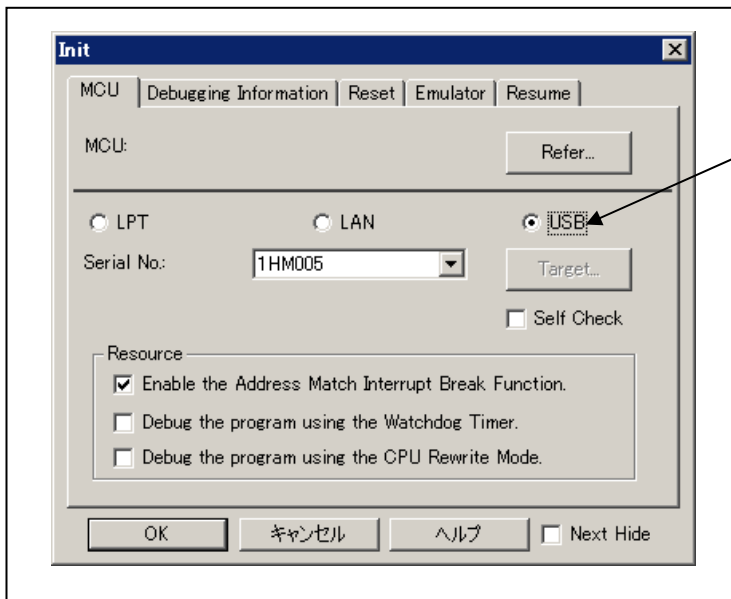 Init
MCU Debugging Information Reset Emulator Resume
MCU: Refer...
LPT LAN USB
Serial No.: 1HM005 Target...
Self Check
Resource
Enable the Address Match Interrupt Break Function.
Debug the program using the Watchdog Timer.
Debug the program using the CPU Rewrite Mode.
OK キャンセル ヘルプ Next Hide